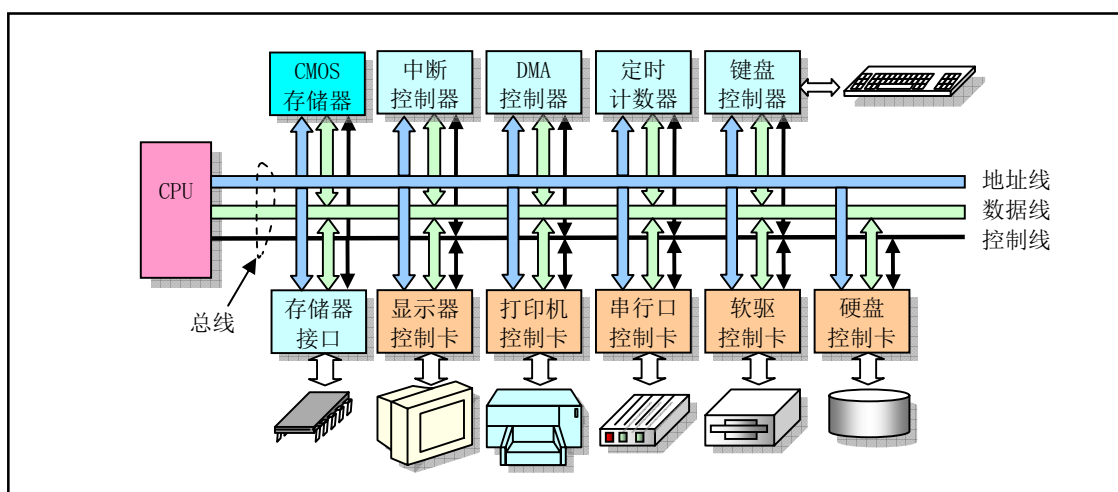 CMOS
存储器
中断
控制器
DMA
控制器
定时
计数器
键盘
控制器
CPU
地址线
数据线
控制线
总线
存储器
接口
显示器
控制卡
打印机
控制卡
串行口
控制卡
软驱
控制卡
硬盘
控制卡